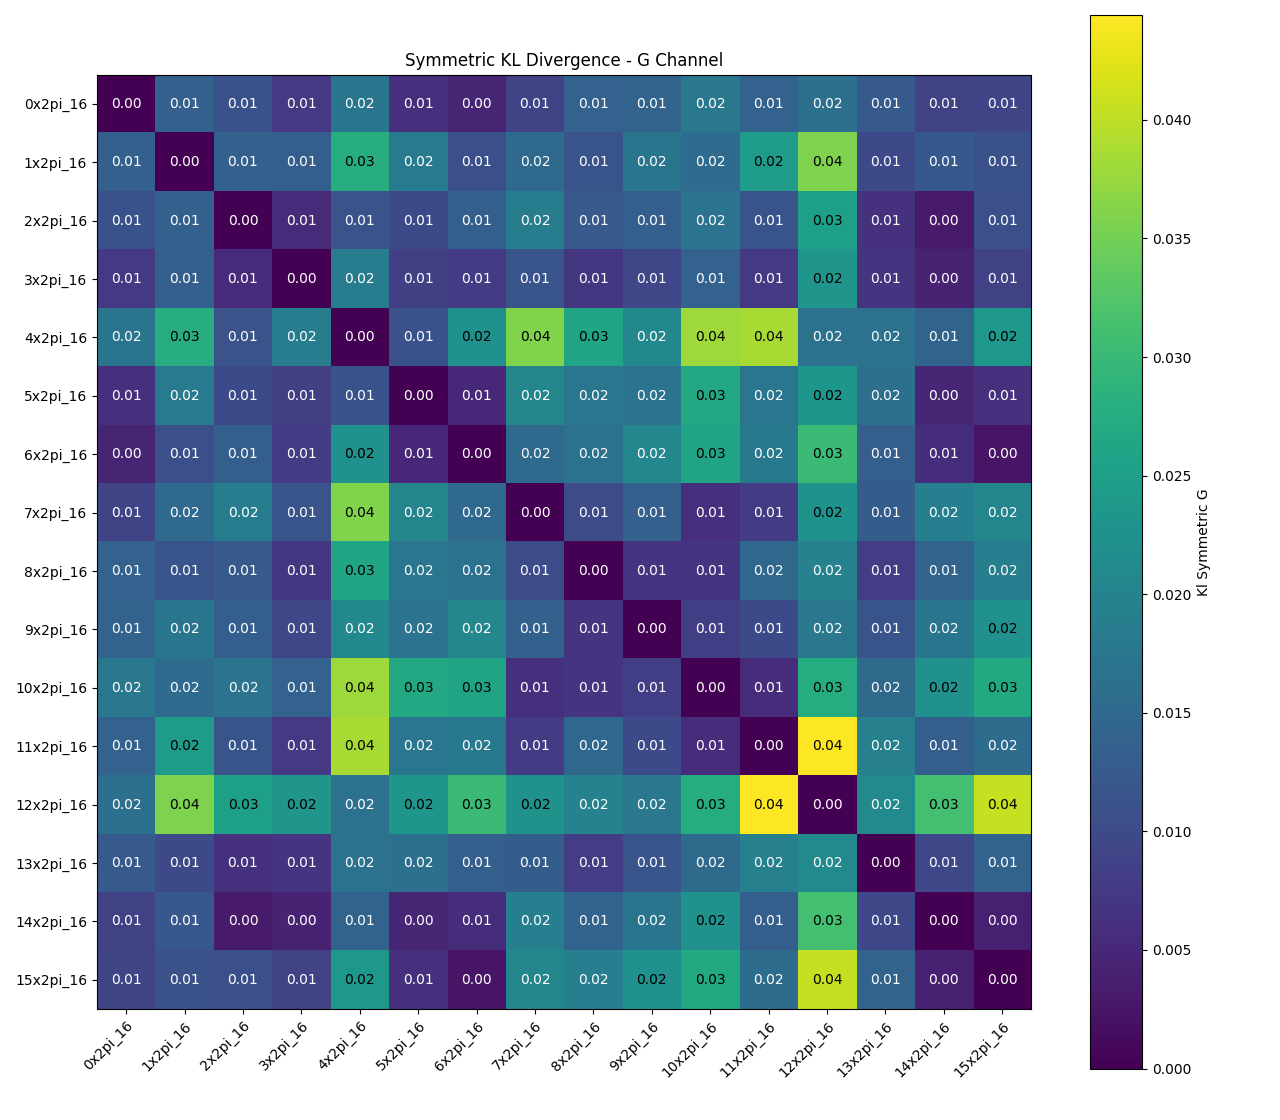 Symmetric KL Divergence - G Channel
0x2pi_16 0.00 0.01 0.01 0.01 0.02 0.01 0.00 0.01 0.01 0.01 0.02 0.01 0.02 0.01 0.01 0.01
1x2pi_16 0.01 0.00 0.01 0.01 0.03 0.02 0.01 0.02 0.01 0.02 0.02 0.02 0.04 0.01 0.01 0.01
2x2pi_16 0.01 0.01 0.00 0.01 0.01 0.01 0.01 0.02 0.01 0.01 0.02 0.01 0.03 0.01 0.00 0.01
3x2pi_16 0.01 0.01 0.01 0.00 0.02 0.01 0.01 0.01 0.01 0.01 0.01 0.01 0.02 0.01 0.00 0.01
4x2pi_16 0.02 0.03 0.01 0.02 0.00 0.01 0.02 0.04 0.03 0.02 0.04 0.04 0.02 0.02 0.01 0.02
5x2pi_16 0.01 0.02 0.01 0.01 0.01 0.00 0.01 0.02 0.02 0.02 0.03 0.02 0.02 0.02 0.00 0.01
6x2pi_16 0.00 0.01 0.01 0.01 0.02 0.01 0.00 0.02 0.02 0.02 0.03 0.02 0.03 0.01 0.01 0.00
7x2pi_16 0.01 0.02 0.02 0.01 0.04 0.02 0.02 0.00 0.01 0.01 0.01 0.01 0.02 0.01 0.02 0.02
8x2pi_16 0.01 0.01 0.01 0.01 0.03 0.02 0.02 0.01 0.00 0.01 0.01 0.02 0.02 0.01 0.01 0.02
9x2pi_16 0.01 0.02 0.01 0.01 0.02 0.02 0.02 0.01 0.01 0.00 0.01 0.01 0.02 0.01 0.02 0.02
10x2pi_16 0.02 0.02 0.02 0.01 0.04 0.03 0.03 0.01 0.01 0.01 0.00 0.01 0.03 0.02 0.02 0.03
11x2pi_16 0.01 0.02 0.01 0.01 0.04 0.02 0.02 0.01 0.02 0.01 0.01 0.00 0.04 0.02 0.01 0.02
12x2pi_16 0.02 0.04 0.03 0.02 0.02 0.02 0.03 0.02 0.02 0.02 0.03 0.04 0.00 0.02 0.03 0.04
13x2pi_16 0.01 0.01 0.01 0.01 0.02 0.02 0.01 0.01 0.01 0.01 0.02 0.02 0.02 0.00 0.01 0.01
14x2pi_16 0.01 0.01 0.00 0.00 0.01 0.00 0.01 0.02 0.01 0.02 0.02 0.01 0.03 0.01 0.00 0.00
15x2pi_16 0.01 0.01 0.01 0.01 0.02 0.01 0.00 0.02 0.02 0.02 0.03 0.02 0.04 0.01 0.00 0.00
0x2pi_16 1x2pi_16 2x2pi_16 3x2pi_16 4x2pi_16 5x2pi_16 6x2pi_16 7x2pi_16 8x2pi_16 9x2pi_16 10x2pi_16 11x2pi_16 12x2pi_16 13x2pi_16 14x2pi_16 15x2pi_16
0.040
0.035
0.030
0.025
0.020
0.015
0.010
0.005
0.000
Kl Symmetric G